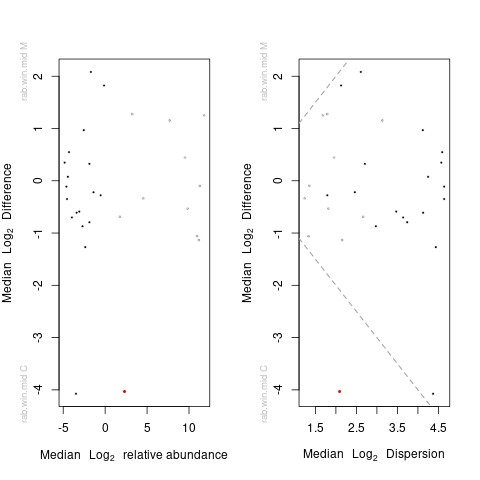 rab.win.mid M
rab.win.mid C
Median Log2 Difference
2
1
0
-1
-2
-3
-4
-5 0 5 10
Median Log2 relative abundance
rab.win.mid M
rab.win.mid C
Median Log2 Difference
2
1
0
-1
-2
-3
-4
1.5 2.5 3.5 4.5
Median Log2 Dispersion